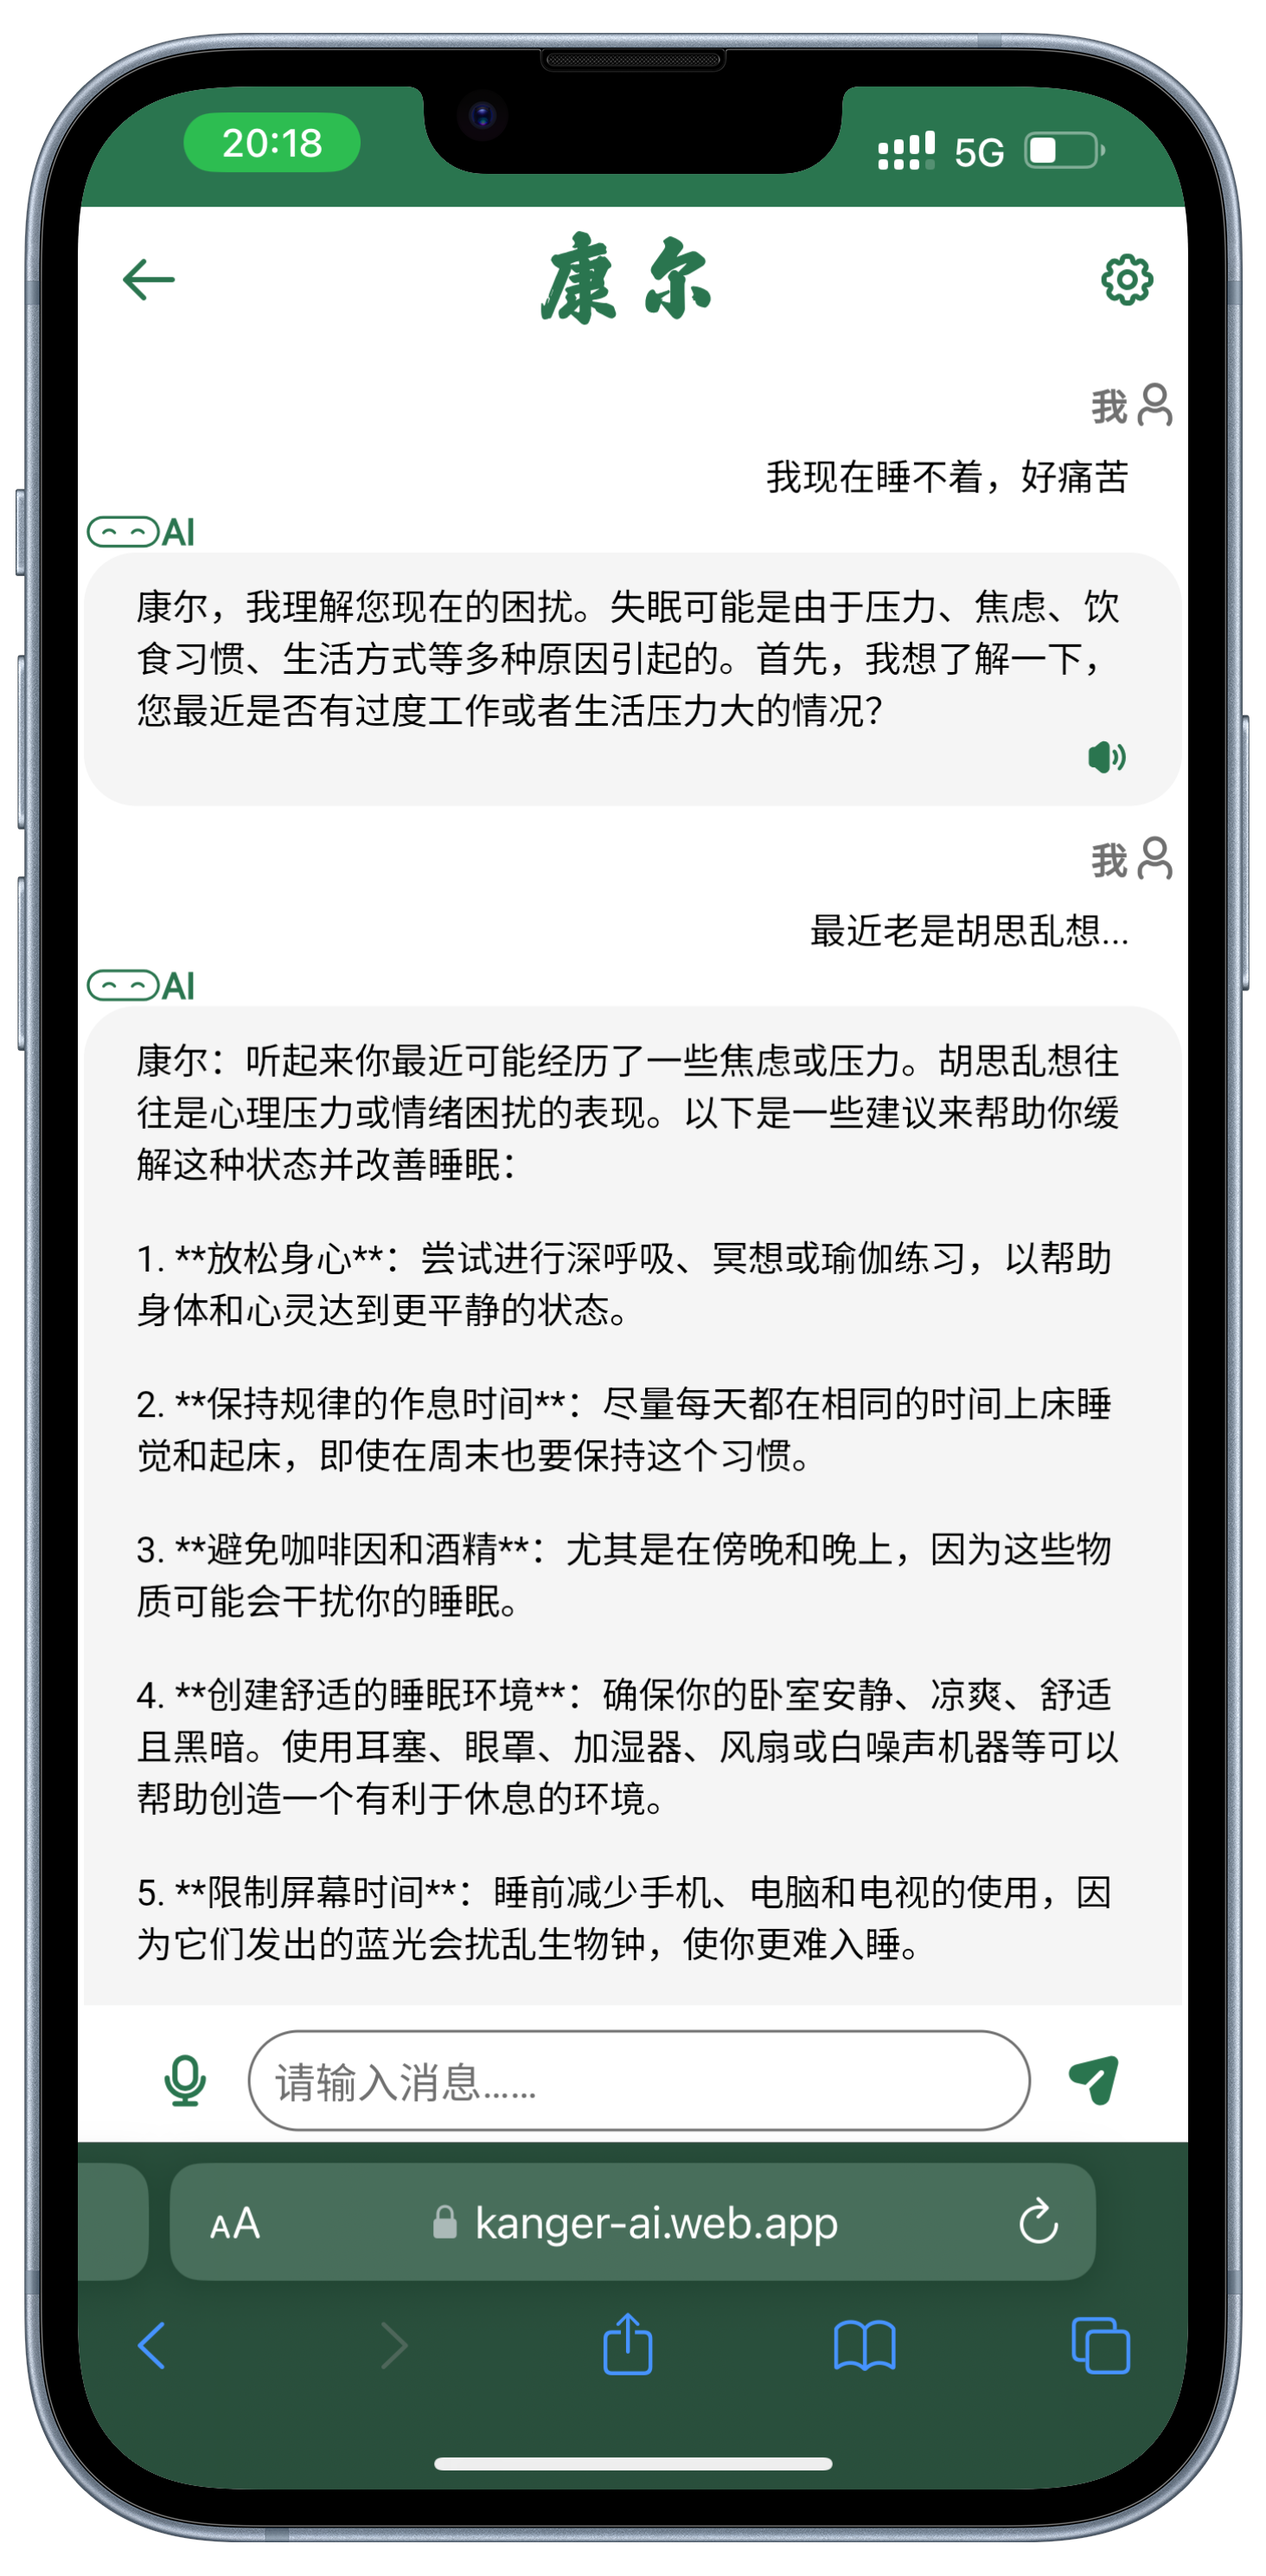 20:18
5G
康尔
我
我现在睡不着，好痛苦
AI
康尔，我理解您现在的困扰。失眠可能是由于压力、焦虑、饮
食习惯、生活方式等多种原因引起的。首先，我想了解一下，
您最近是否有过度工作或者生活压力大的情况？
我
最近老是胡思乱想...
AI
康尔：听起来你最近可能经历了一些焦虑或压力。胡思乱想往
往是心理压力或情绪困扰的表现。以下是一些建议来帮助你缓
解这种状态并改善睡眠：
1. **放松身心**：尝试进行深呼吸、冥想或瑜伽练习，以帮助
身体和心灵达到更平静的状态。
2. **保持规律的作息时间**：尽量每天都在相同的时间上床睡
觉和起床，即使在周末也要保持这个习惯。
3. **避免咖啡因和酒精**：尤其是在傍晚和晚上，因为这些物
质可能会干扰你的睡眠。
4. **创建舒适的睡眠环境**：确保你的卧室安静、凉爽、舒适
且黑暗。使用耳塞、眼罩、加湿器、风扇或白噪声机器等可以
帮助创造一个有利于休息的环境。
5. **限制屏幕时间**：睡前减少手机、电脑和电视的使用，因
为它们发出的蓝光会扰乱生物钟，使你更难入睡。
请输入消息……
AA kanger-ai.web.app